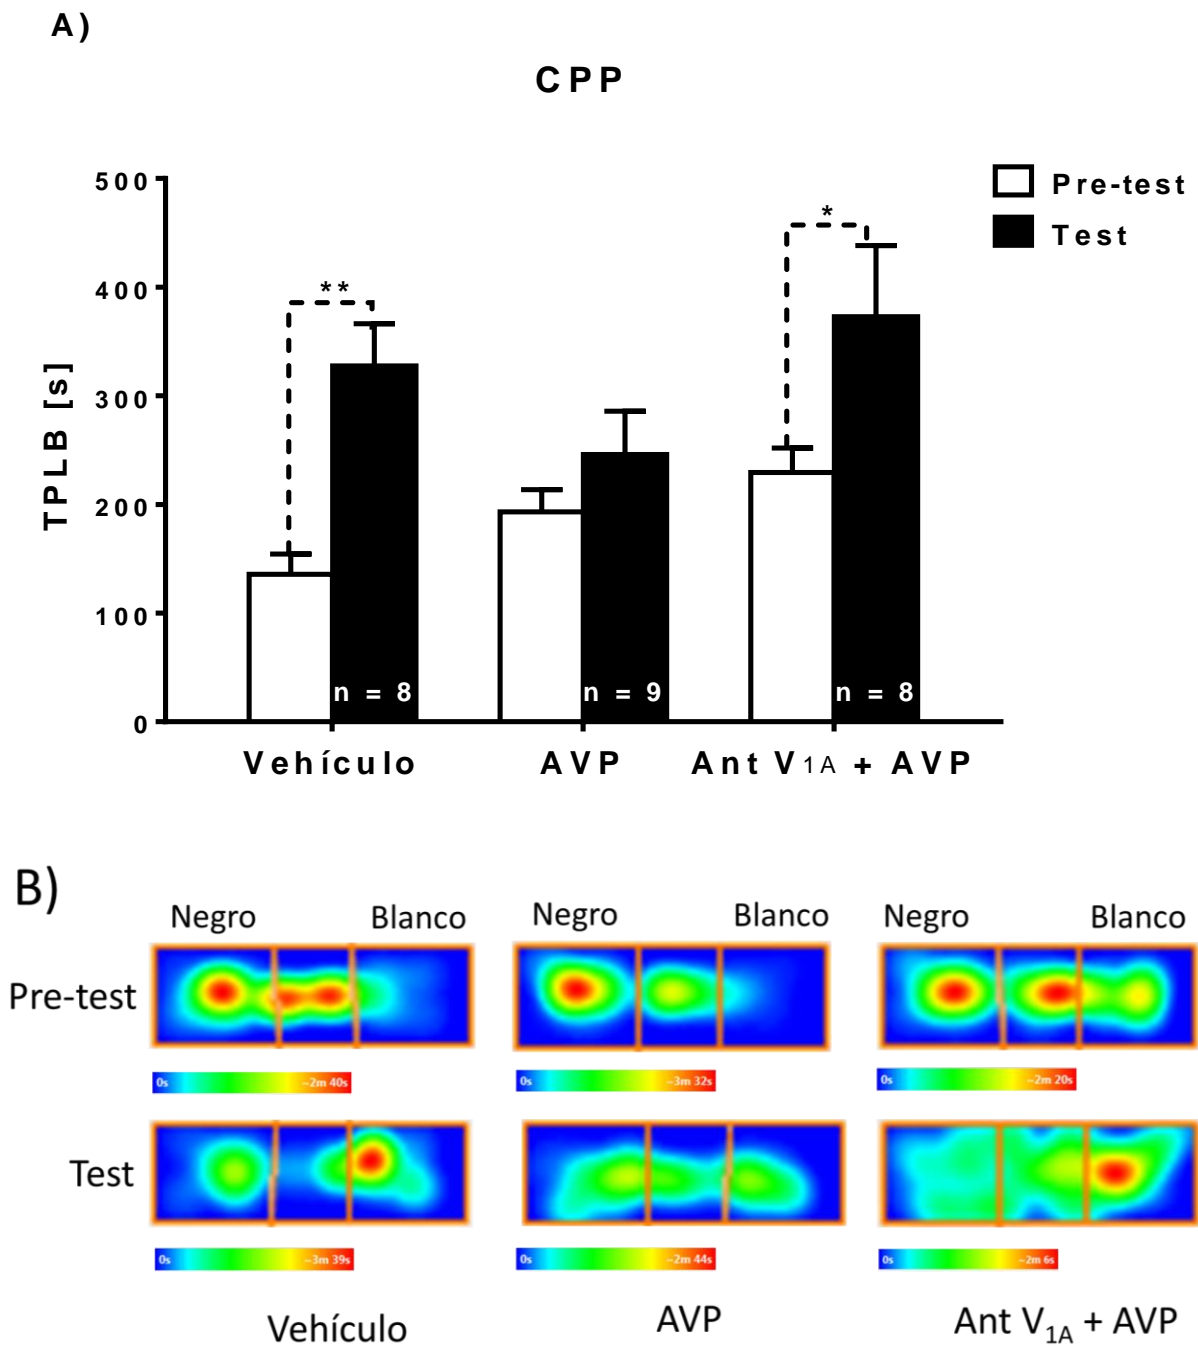 A)
CPP
500
400
300
200
100
0
TPLB [s]
**
*
Pre-test
Test
n = 8
n = 9
n = 8
Vehículo
AVP
Ant V1A + AVP
B)
Negro Blanco
Negro Blanco
Negro Blanco
Pre-test
0s ~2m 40s
0s ~3m 32s
0s ~2m 20s
Test
0s ~3m 39s
0s ~2m 44s
0s ~2m 6s
Vehículo
AVP
Ant V1A + AVP